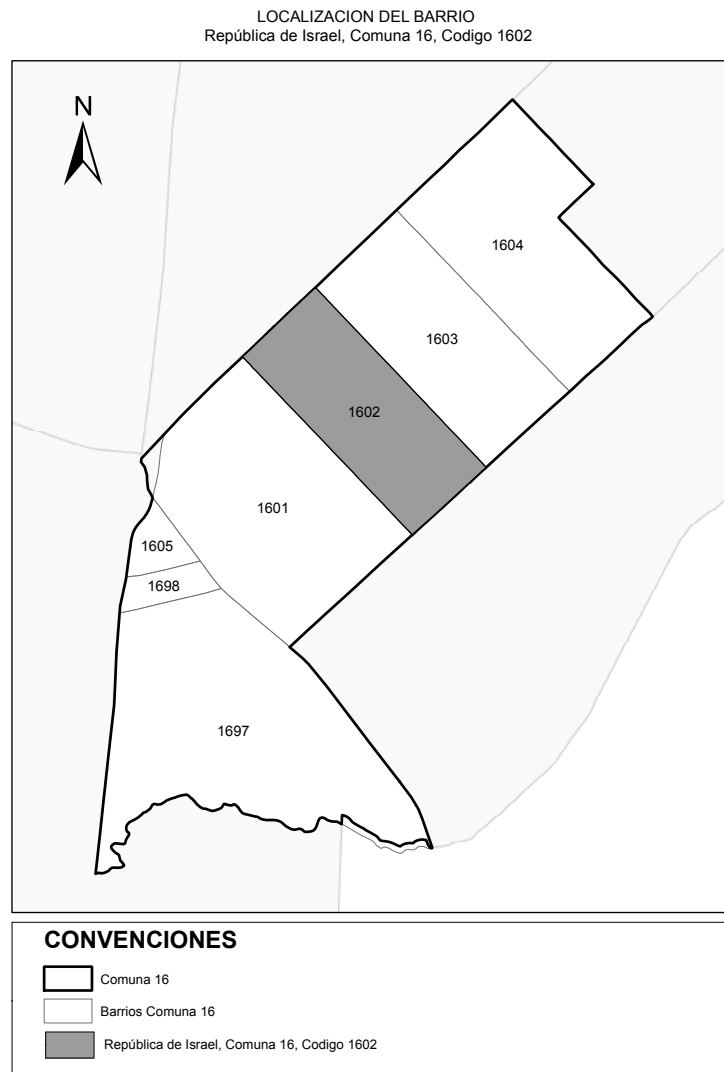 LOCALIZACION DEL BARRIO
República de Israel, Comuna 16, Codigo 1602
N
1604
1603
1602
1601
1605
1698
1697
CONVENCIONES
Comuna 16
Barrios Comuna 16
República de Israel, Comuna 16, Codigo 1602